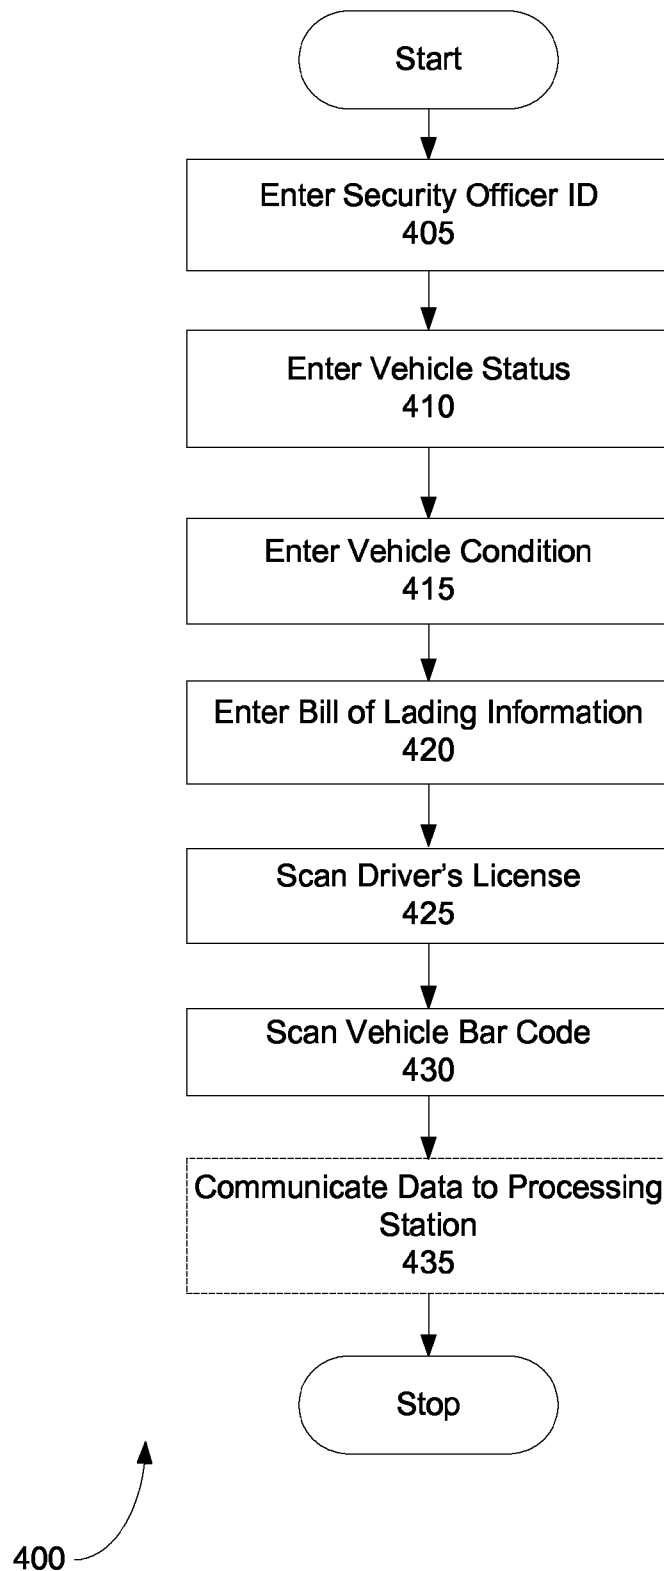 Start
Enter Security Officer ID
405
Enter Vehicle Status
410
Enter Vehicle Condition
415
Enter Bill of Lading Information
420
Scan Driver’s License
425
Scan Vehicle Bar Code
430
Communicate Data to Processing
Station
435
Stop
400